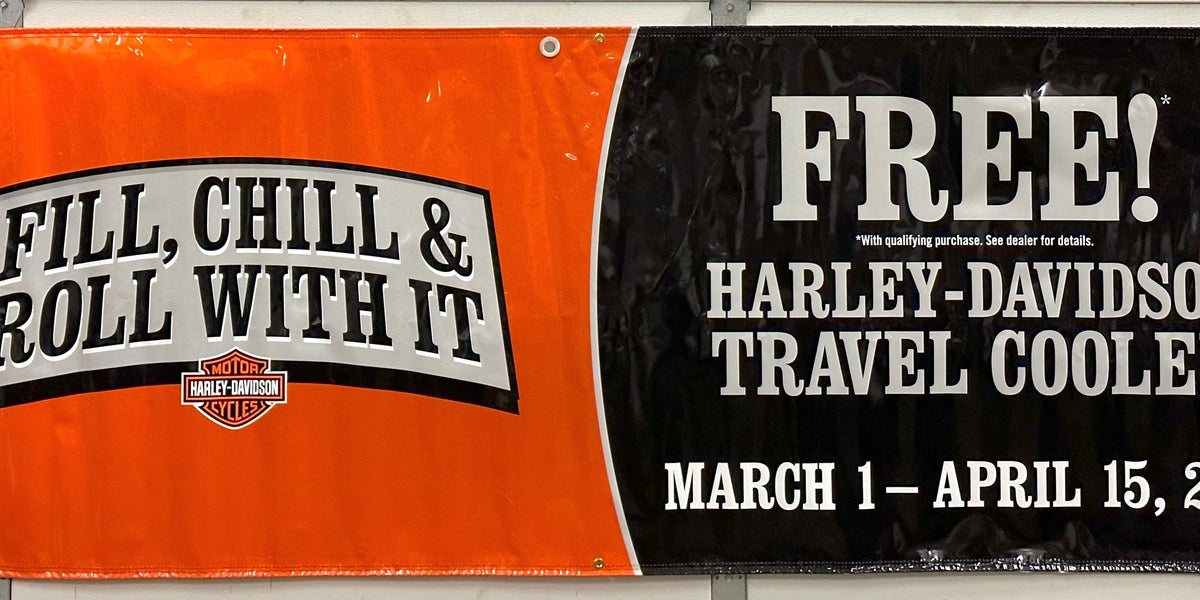 FILL, CHILL &
ROLL WITH IT
MOTOR
HARLEY-DAVIDSON
CYCLES
FREE!*
*With qualifying purchase. See dealer for details.
HARLEY-DAVIDSO
TRAVEL COOLE
MARCH 1 – APRIL 15, 2